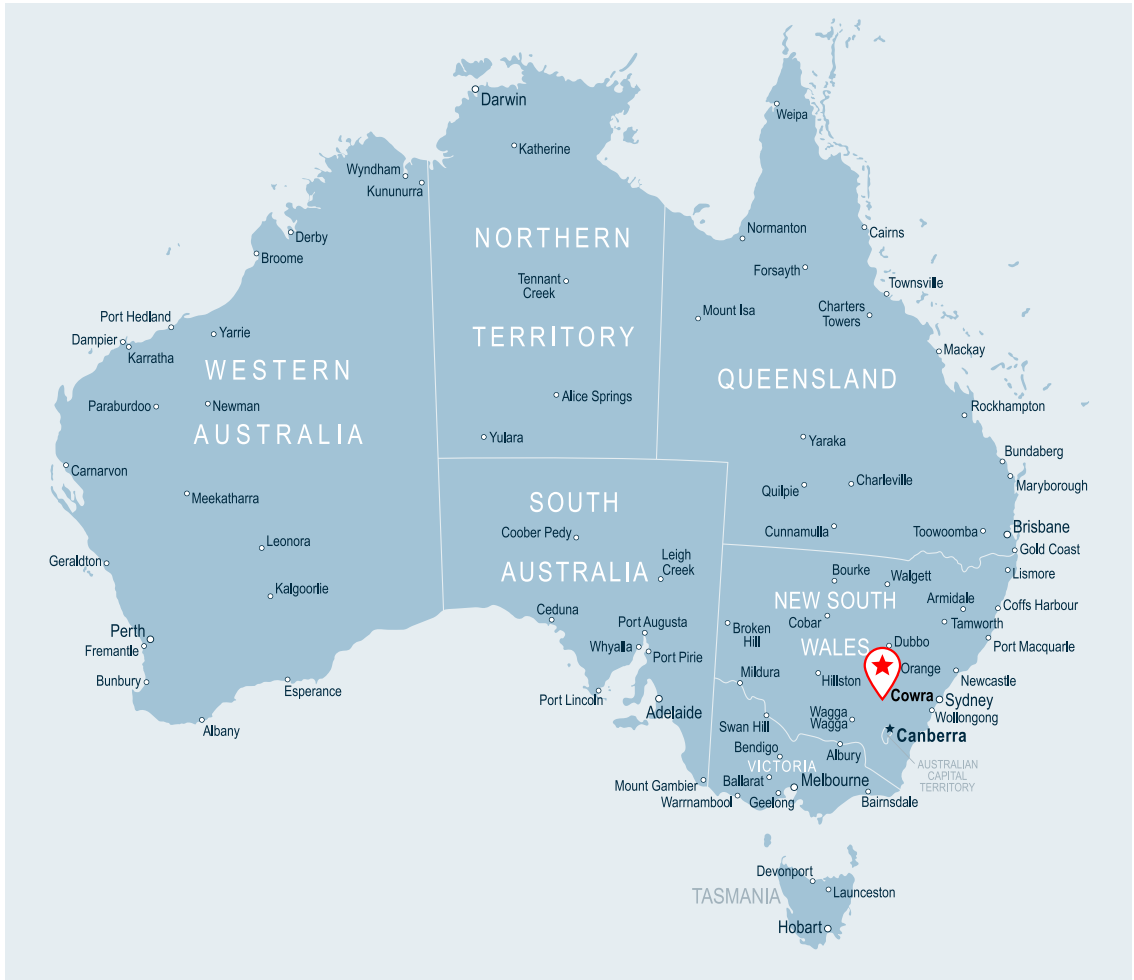 Darwin
Weipa
Katherine
Wyndham
Kununurra
Derby
Broome
NORTHERN
Normanton
Cairns
Forsayth
Tennant
Creek
Townsville
Mount Isa
Charters
Towers
Port Hedland
Dampier
Karratha
Yarrie
TERRITORY
Mackay
WESTERN
QUEENSLAND
Paraburdoo
Newman
Alice Springs
Rockhampton
AUSTRALIA
Yulara
Yaraka
Bundaberg
Carnarvon
Meekatharra
Quilpie
Charleville
Maryborough
SOUTH
Coober Pedy
Cunnamulla
Toowoomba
Brisbane
Gold Coast
Leonora
Geraldton
Leigh
Creek
AUSTRALIA
Bourke
Walgett
Lismore
Kalgoorlie
NEW SOUTH
Armidale
Coffs Harbour
Ceduna
Port Augusta
Cobar
Tamworth
Perth
Fremantle
Broken
Hill
WALES
Dubbo
Port Macquarie
Whyalla
Port Pirie
Bunbury
Esperance
Mildura
Hillston
Orange
Newcastle
Port Lincoln
Adelaide
Cowra
Sydney
Wollongong
Albany
Swan Hill
Wagga
Wagga
Canberra
Bendigo
Albury
VICTORIA
AUSTRALIAN
CAPITAL
TERRITORY
Mount Gambier
Ballarat
Melbourne
Warrnambool
Geelong
Bairnsdale
Devonport
Launceston
TASMANIA
Hobart